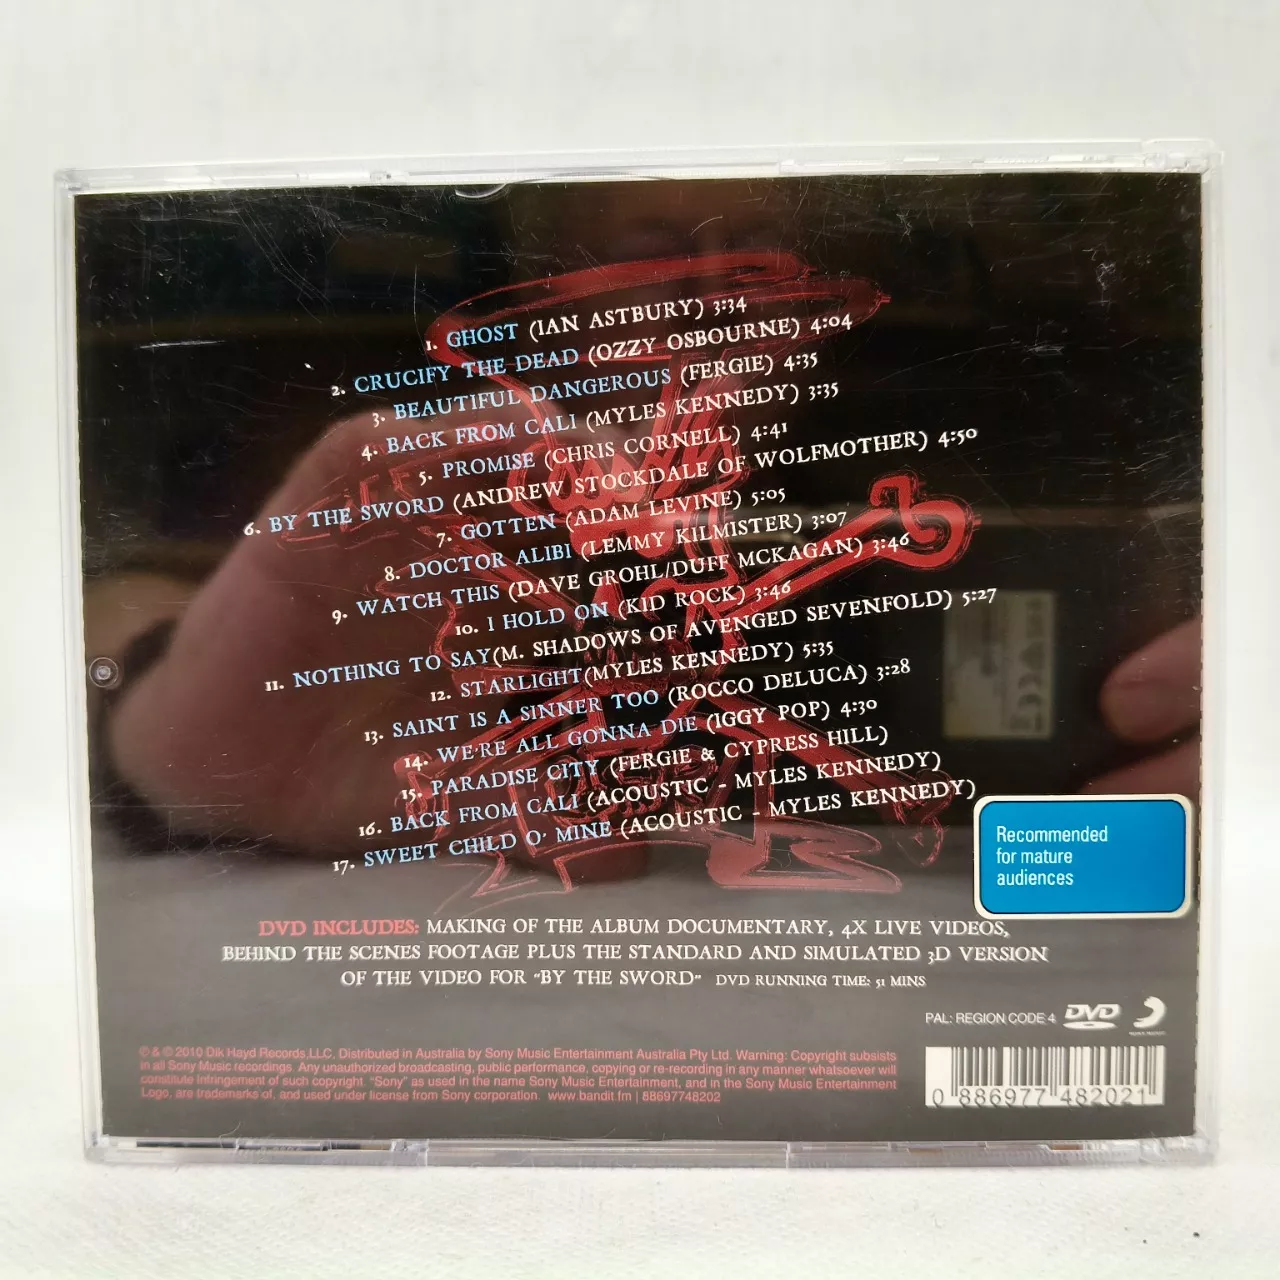 1. GHOST (IAN ASTBURY) 3:34
2. CRUCIFY THE DEAD (OZZY OSBOURNE) 4:04
3. BEAUTIFUL DANGEROUS (FERGIE) 4:35
4. BACK FROM CALI (MYLES KENNEDY) 3:35
5. PROMISE (CHRIS CORNELL) 4:41
6. BY THE SWORD (ANDREW STOCKDALE OF WOLFMOTHER) 4:50
7. GOTTEN (ADAM LEVINE) 5:05
8. DOCTOR ALIBI (LEMMY KILMISTER) 3:07
9. WATCH THIS (DAVE GROHL/DUFF MCKAGAN) 3:46
10. I HOLD ON (KID ROCK) 3:46
11. NOTHING TO SAY(M. SHADOWS OF AVENGED SEVENFOLD) 5:27
12. STARLIGHT(MYLES KENNEDY) 5:35
13. SAINT IS A SINNER TOO (ROCCO DELUCA) 3:28
14. WE'RE ALL GONNA DIE (IGGY POP) 4:30
15. PARADISE CITY (FERGIE & CYPRESS HILL)
16. BACK FROM CALI (ACOUSTIC - MYLES KENNEDY)
17. SWEET CHILD O' MINE (ACOUSTIC - MYLES KENNEDY)
Recommended
for mature
audiences
DVD INCLUDES: MAKING OF THE ALBUM DOCUMENTARY, 4X LIVE VIDEOS,
BEHIND THE SCENES FOOTAGE PLUS THE STANDARD AND SIMULATED 3D VERSION
OF THE VIDEO FOR "BY THE SWORD" DVD RUNNING TIME: 51 MINS
PAL: REGION CODE 4 DVD
SONY MUSIC
℗ & © 2010 Dik Hayd Records,LLC. Distributed in Australia by Sony Music Entertainment Australia Pty Ltd. Warning: Copyright subsists
in all Sony Music recordings. Any unauthorized broadcasting, public performance, copying or re-recording in any manner whatsoever will
constitute infringement of such copyright. "Sony" as used in the name Sony Music Entertainment, and in the Sony Music Entertainment
Logo, are trademarks of, and used under license from Sony corporation. www.bandit.fm | 88697748202
0 886977 482021